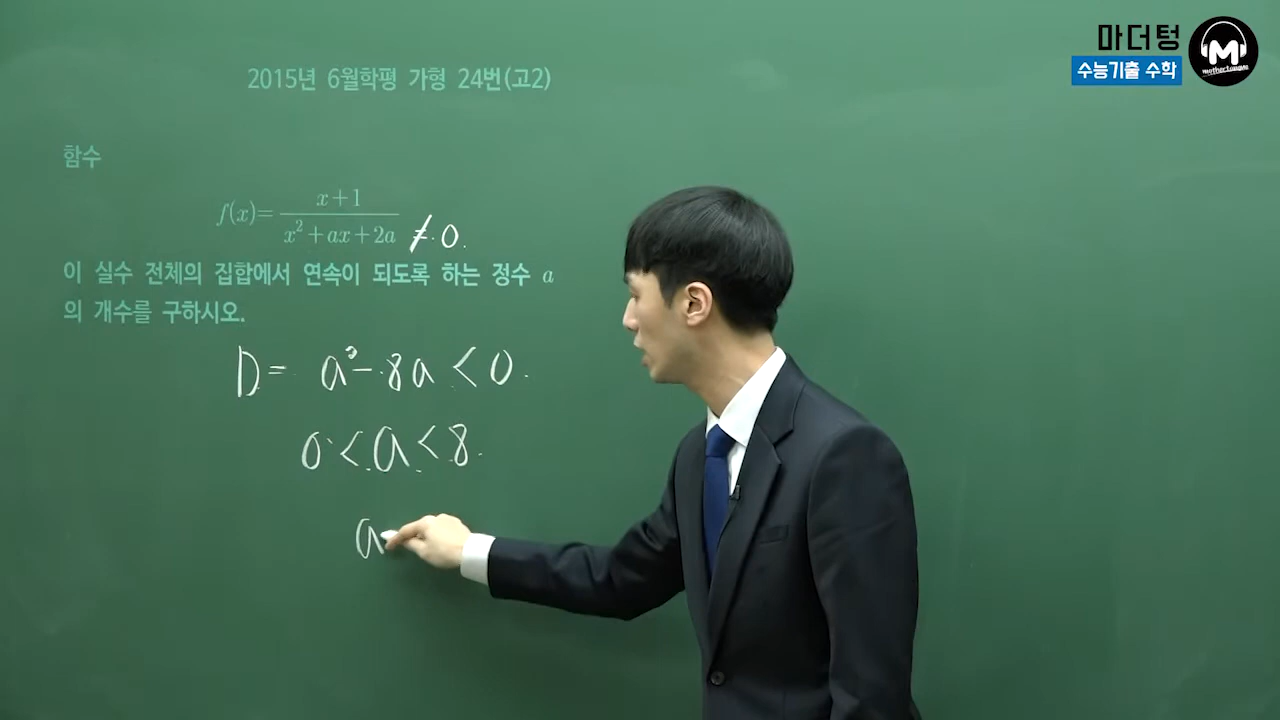 마더텅
수능기출 수학
M
motherTongue
2015년 6월학평 가형 24번(고2)
함수
f(x)= x+1 / x²+ax+2a ≠ 0.
이 실수 전체의 집합에서 연속이 되도록 하는 정수 a
의 개수를 구하시오.
D = a² - 8a < 0.
0 < a < 8.
a